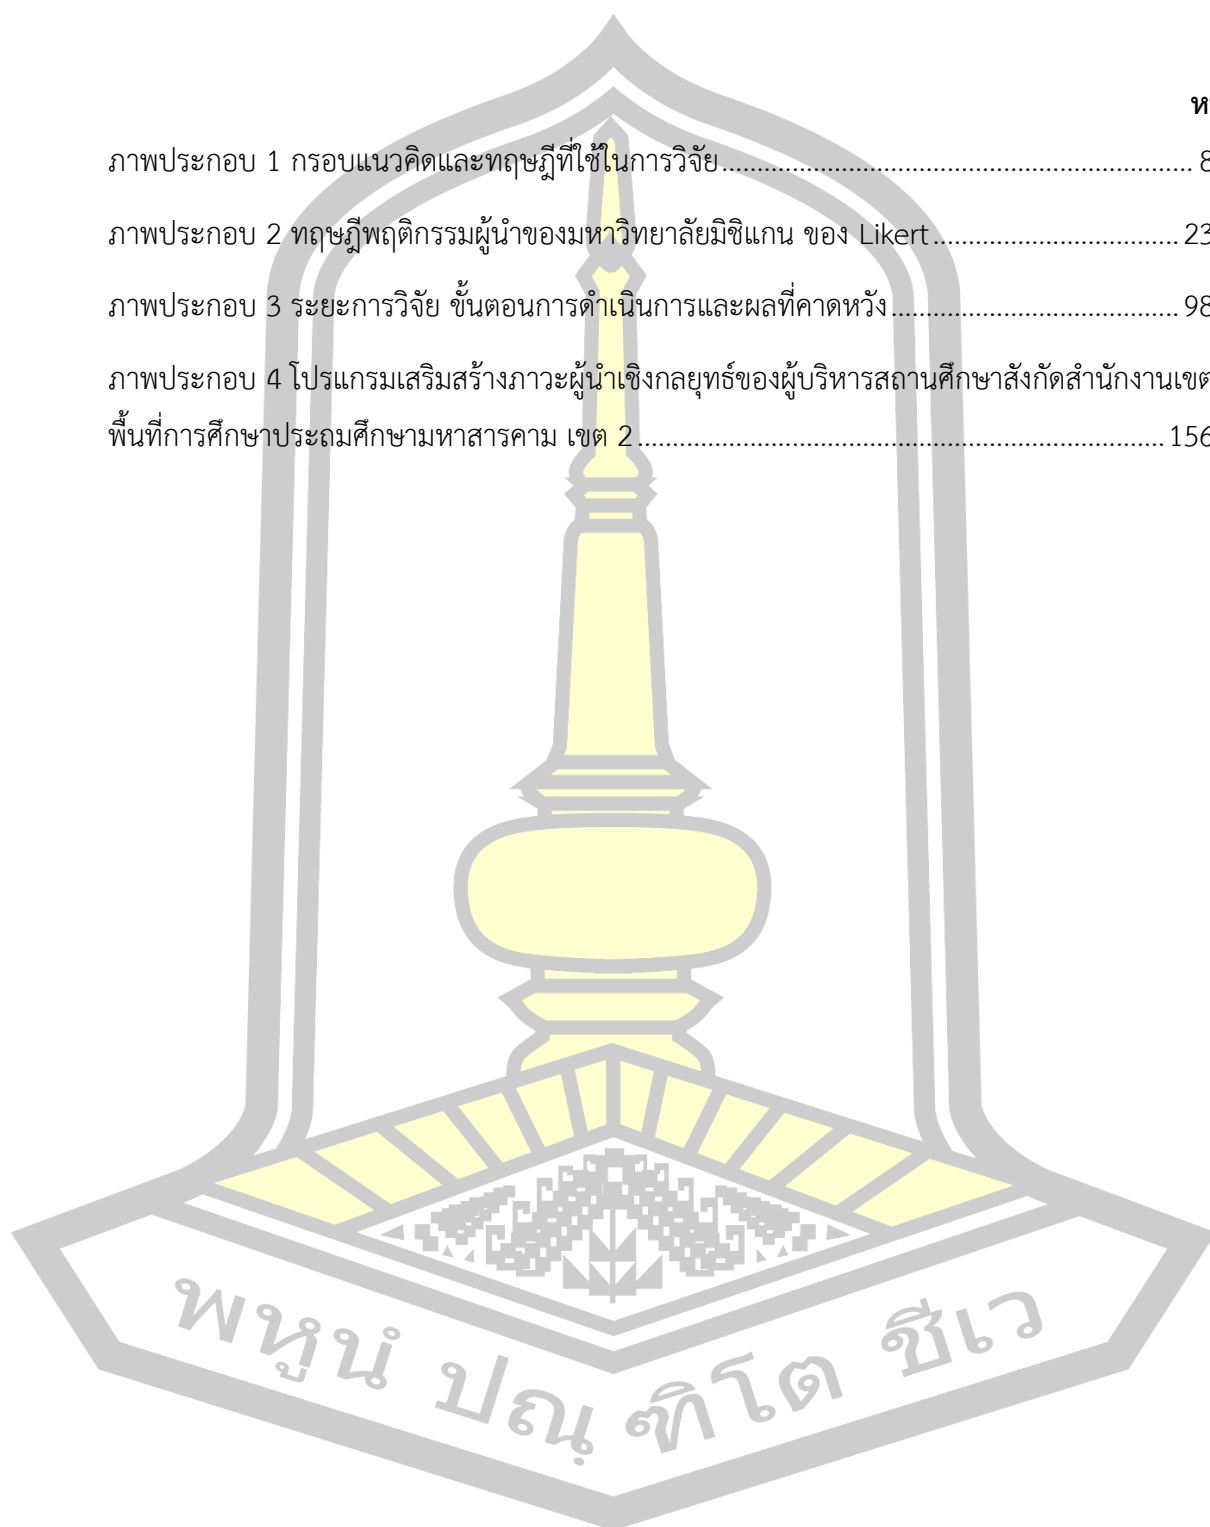 ภาพประกอบ 1 กรอบแนวคิดและทฤษฎีที่ใช้ในการวิจัย.......................................................................... 8
ภาพประกอบ 2 ทฤษฎีพฤติกรรมผู้นำของมหาวิทยาลัยมิชิแกน ของ Likert....................................... 23
ภาพประกอบ 3 ระยะการวิจัย ขั้นตอนการดำเนินการและผลที่คาดหวัง............................................. 98
ภาพประกอบ 4 โปรแกรมเสริมสร้างภาวะผู้นำเชิงกลยุทธ์ของผู้บริหารสถานศึกษาสังกัดสำนักงานเขต
พื้นที่การศึกษาประถมศึกษามหาสารคาม เขต 2................................................................................... 156
พหูนํ ปณฺฑิโต ชีเว